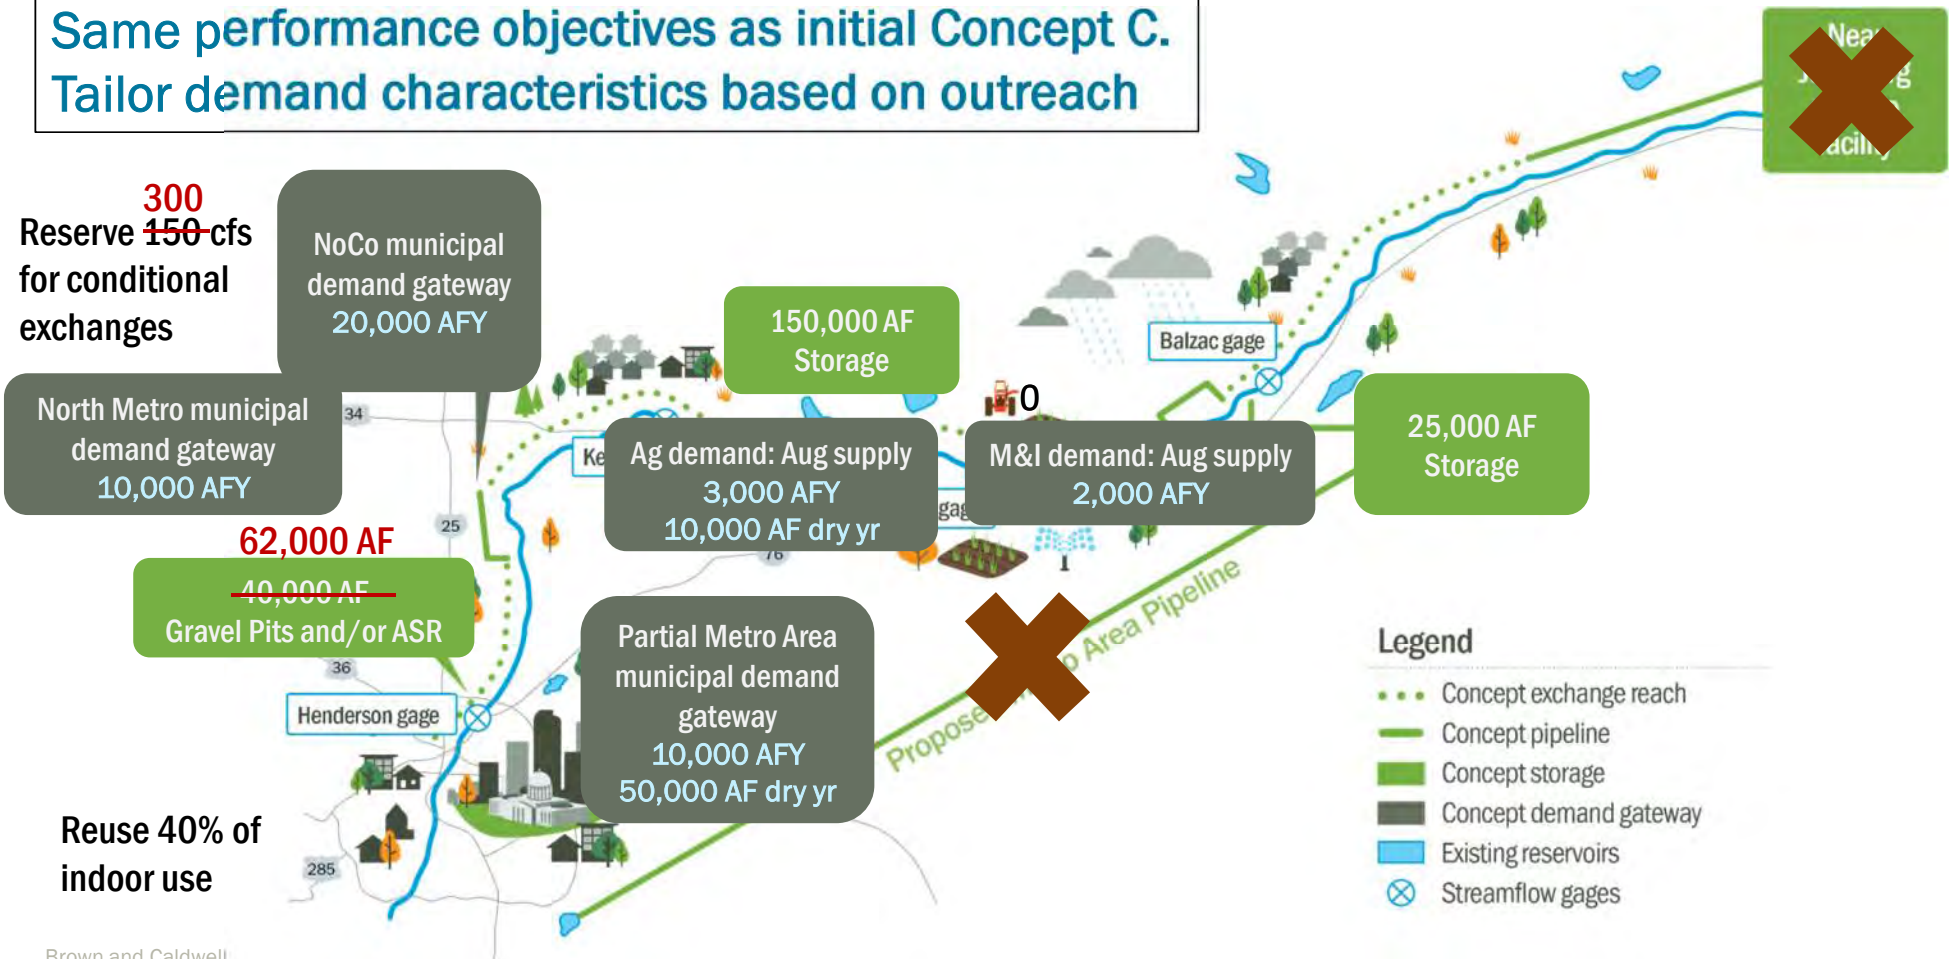 Same performance objectives as initial Concept C.
Tailor demand characteristics based on outreach
300
Reserve 150 cfs
for conditional
exchanges
NoCo municipal
demand gateway
20,000 AFY
North Metro municipal
demand gateway
10,000 AFY
34
150,000 AF
Storage
Balzac gage
0
25,000 AF
Storage
Ag demand: Aug supply
3,000 AFY
10,000 AF dry yr
M&I demand: Aug supply
2,000 AFY
25
76
62,000 AF
40,000 AF
Gravel Pits and/or ASR
36
Henderson gage
Partial Metro Area
municipal demand
gateway
10,000 AFY
50,000 AF dry yr
Area Pipeline
Reuse 40% of
indoor use
285
Legend
Concept exchange reach
Concept pipeline
Concept storage
Concept demand gateway
Existing reservoirs
Streamflow gages
Brown and Caldwell